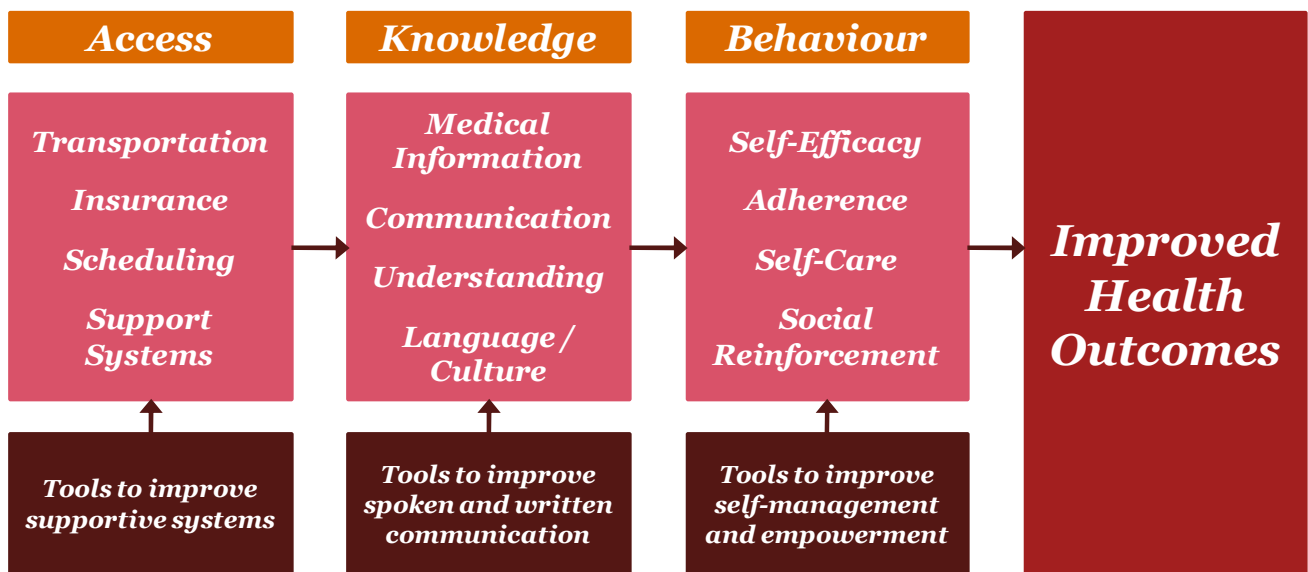 Access
Knowledge
Behaviour
Transportation
Insurance
Scheduling
Support
Systems
Medical
Information
Communication
Understanding
Language /
Culture
Self-Efficacy
Adherence
Self-Care
Social
Reinforcement
Improved
Health
Outcomes
Tools to improve
supportive systems
Tools to improve
spoken and written
communication
Tools to improve
self-management
and empowerment